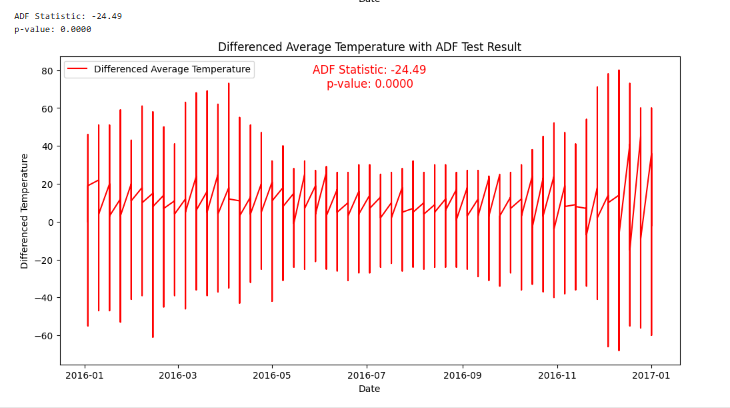 Date
ADF Statistic: -24.49
p-value: 0.0000
Differenced Average Temperature with ADF Test Result
Differenced Average Temperature
ADF Statistic: -24.49
p-value: 0.0000
80
60
40
20
0
−20
−40
−60
Differenced Temperature
2016-01
2016-03
2016-05
2016-07
2016-09
2016-11
2017-01
Date